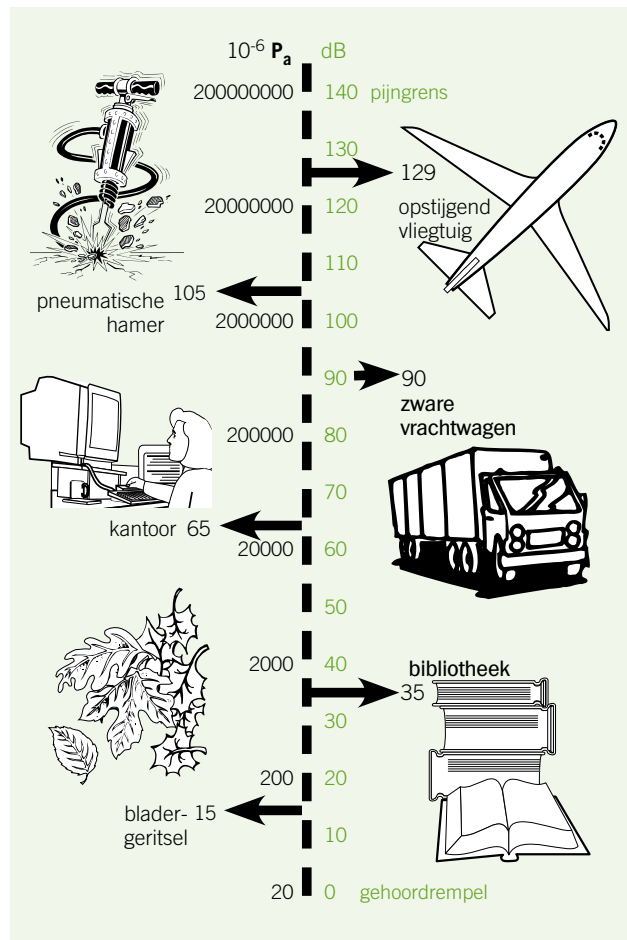 10-6 Pa dB
200000000 140 pijngrens
130
129
opstijgend
vliegtuig
20000000 120
110
pneumatische 105
hamer
2000000 100
90 90
zware
vrachtwagen
200000 80
70
kantoor 65
20000 60
50
2000 40
bibliotheek
35
30
200 20
blader- 15
geritsel
10
20 0 gehoordrempel